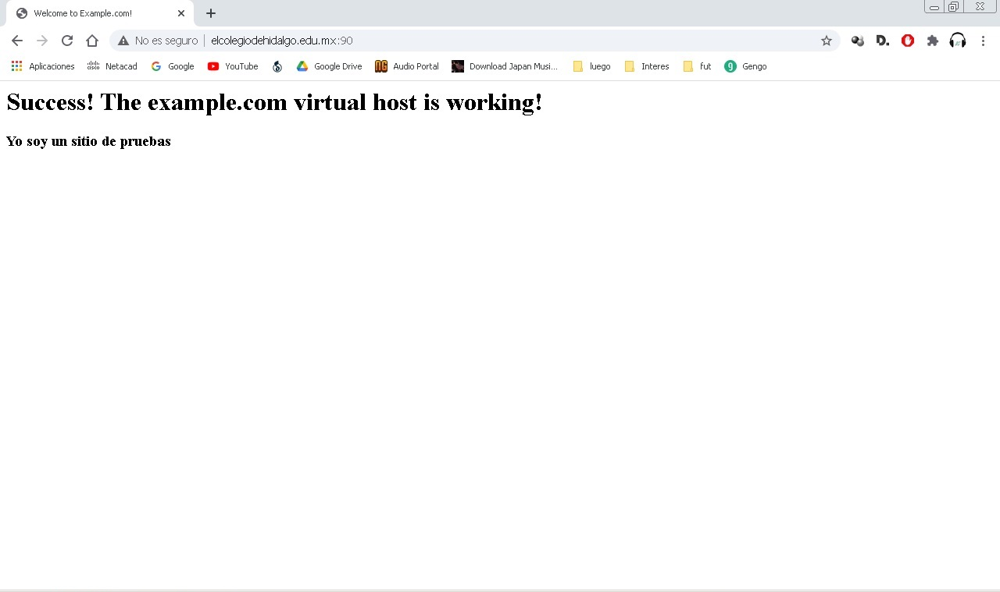 Welcome to Example.com!
No es seguro | elcolegiodehidalgo.edu.mx:90
Aplicaciones Netacad Google YouTube Google Drive NG Audio Portal Download Japan Musi... luego Interes fut g Gengo
Success! The example.com virtual host is working!
Yo soy un sitio de pruebas